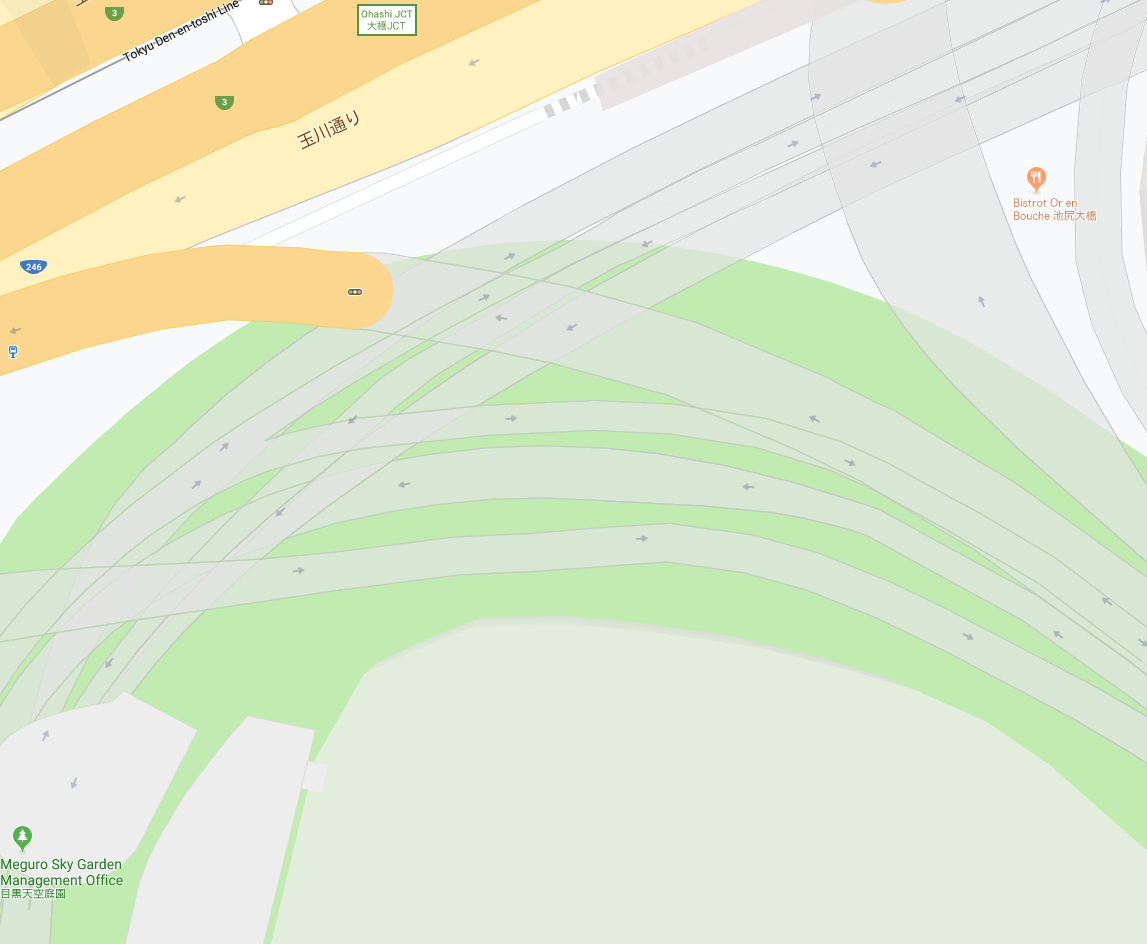 3
Tokyu Den-en-toshi Line
Ohashi JCT
大橋JCT
3
玉川通り
246
Bistrot Or en
Bouche 池尻大橋
Meguro Sky Garden
Management Office
目黒天空庭園